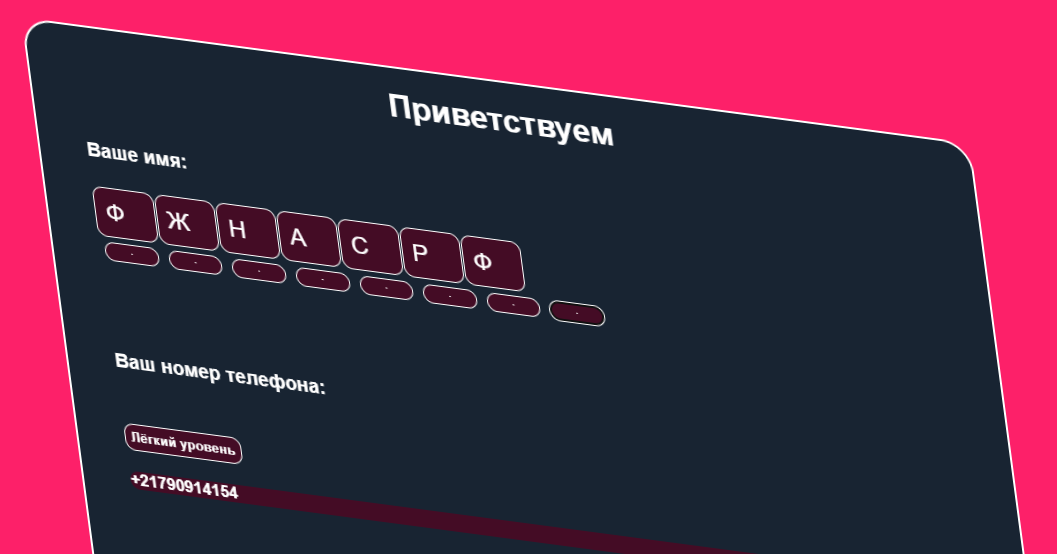 Приветствуем
Ваше имя:
Ф Ж Н А С Р Ф
- - - - - - - -
Ваш номер телефона:
Лёгкий уровень
+21790914154